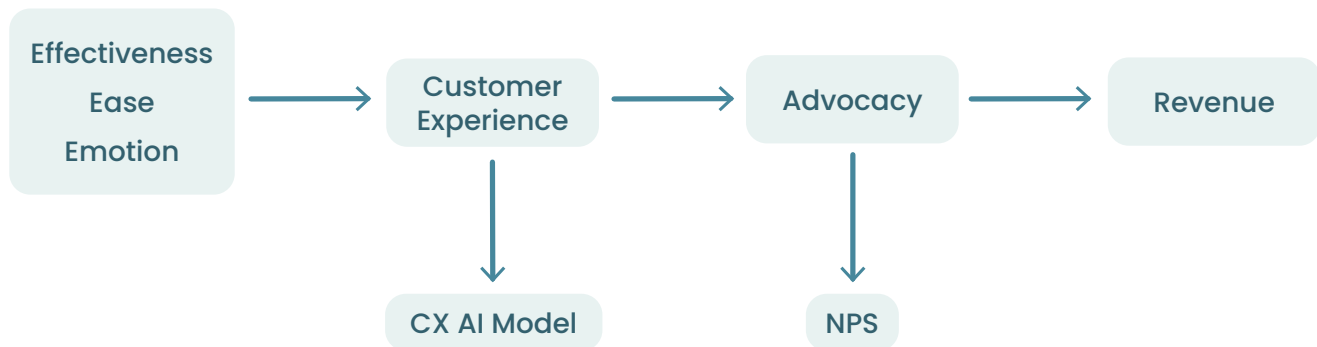 Effectiveness
Ease
Emotion
Customer
Experience
Advocacy
Revenue
CX AI Model
NPS